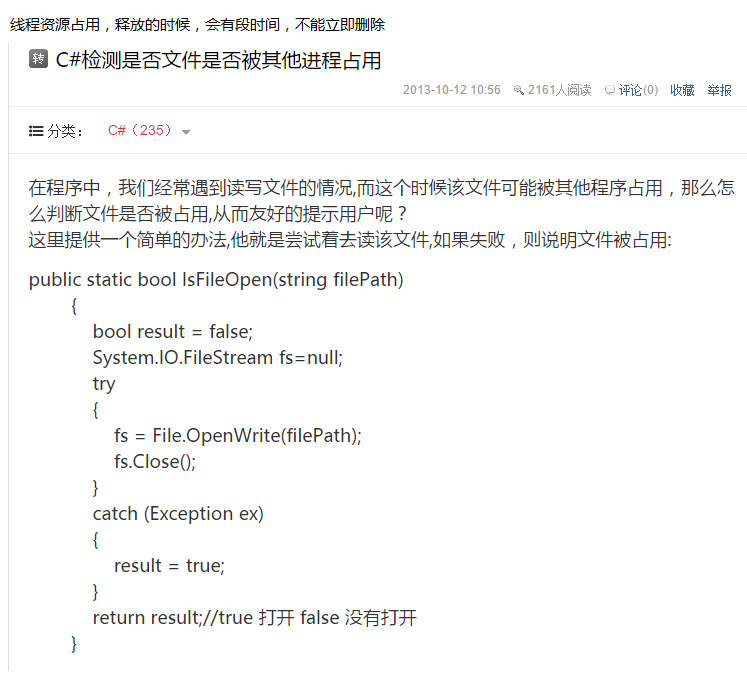 线程资源占用，释放的时候，会有段时间，不能立即删除
转 C#检测是否文件是否被其他进程占用
2013-10-12 10:56 2161人阅读 评论(0) 收藏 举报
分类： C#（235）
在程序中，我们经常遇到读写文件的情况,而这个时候该文件可能被其他程序占用，那么怎
么判断文件是否被占用,从而友好的提示用户呢？
这里提供一个简单的办法,他就是尝试着去读该文件,如果失败，则说明文件被占用:
public static bool IsFileOpen(string filePath)
{
bool result = false;
System.IO.FileStream fs=null;
try
{
fs = File.OpenWrite(filePath);
fs.Close();
}
catch (Exception ex)
{
result = true;
}
return result;//true 打开 false 没有打开
}